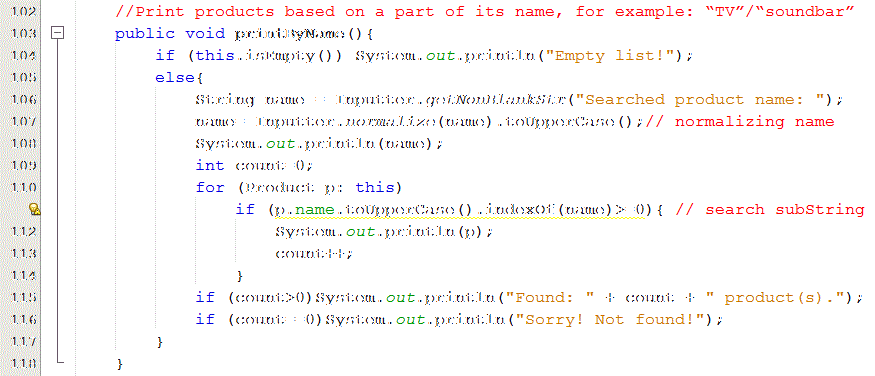 102 //Print products based on a part of its name, for example: “TV”/“soundbar”
103 public void printByName(){
104 if (this.isEmpty()) System.out.println("Empty list!");
105 else{
106 String name = Inputter.getNonBlankStr("Searched product name: ");
107 name= Inputter.normalize(name).toUpperCase();// normalizing name
108 System.out.println(name);
109 int count=0;
110 for (Product p: this)
if (p.name.toUpperCase().indexOf(name)>=0){ // search subString
112 System.out.println(p);
113 count++;
114 }
115 if (count>0)System.out.println("Found: " + count + " product(s).");
116 if (count==0)System.out.println("Sorry! Not found!");
117 }
118 }